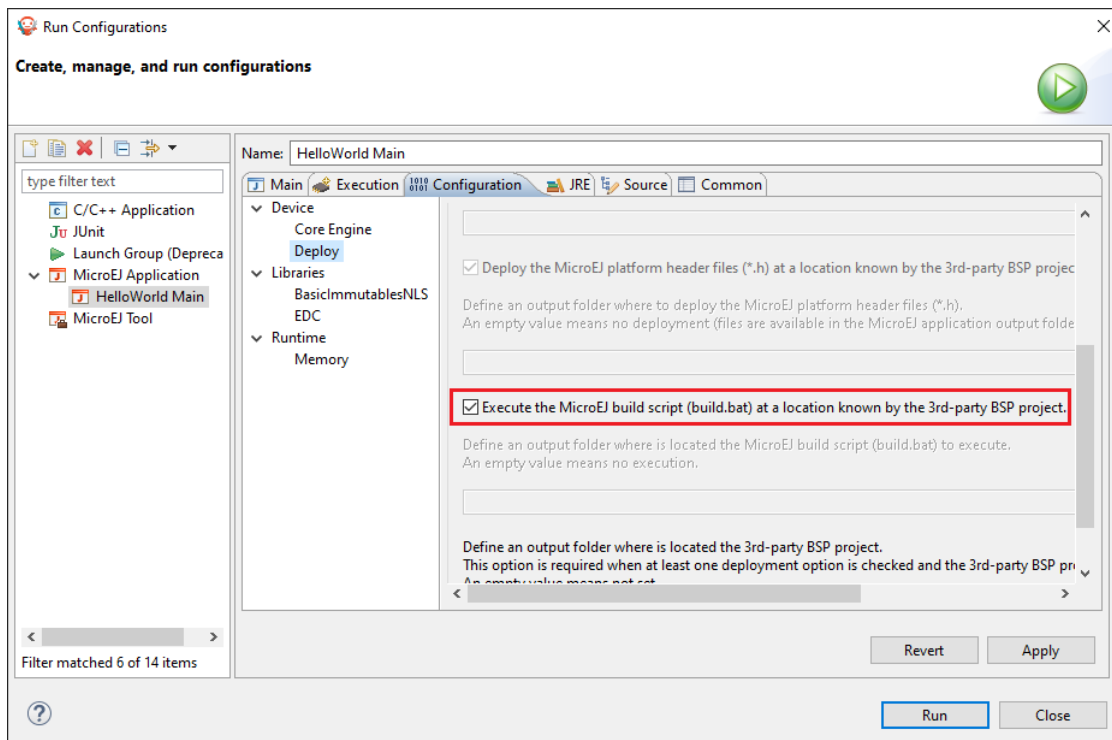 Run Configurations
Create, manage, and run configurations
Name: HelloWorld Main
type filter text
C/C++ Application
JUnit
Launch Group (Depreca
MicroEJ Application
HelloWorld Main
MicroEJ Tool
Filter matched 6 of 14 items
Main Execution Configuration JRE Source Common
Device
Core Engine
Deploy
Libraries
BasicImmutablesNLS
EDC
Runtime
Memory
Deploy the MicroEJ platform header files (*.h) at a location known by the 3rd-party BSP projec
Define an output folder where to deploy the MicroEJ platform header files (*.h).
An empty value means no deployment (files are available in the MicroEJ application output folde
Execute the MicroEJ build script (build.bat) at a location known by the 3rd-party BSP project.
Define an output folder where is located the MicroEJ build script (build.bat) to execute.
An empty value means no execution.
Define an output folder where is located the 3rd-party BSP project.
This option is required when at least one deployment option is checked and the 3rd-party BSP pr
An empty value means not set
Revert Apply
Run Close